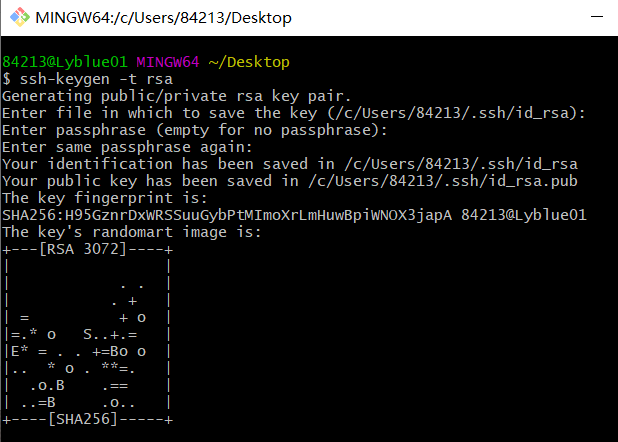 MINGW64:/c/Users/84213/Desktop
84213@Lyblue01 MINGW64 ~/Desktop
$ ssh-keygen -t rsa
Generating public/private rsa key pair.
Enter file in which to save the key (/c/Users/84213/.ssh/id_rsa):
Enter passphrase (empty for no passphrase):
Enter same passphrase again:
Your identification has been saved in /c/Users/84213/.ssh/id_rsa
Your public key has been saved in /c/Users/84213/.ssh/id_rsa.pub
The key fingerprint is:
SHA256:H95GznrDxWRSSuuGybPtMImoXrLmHuwBpiWNOX3japA 84213@Lyblue01
The key's randomart image is:
+---[RSA 3072]----+
|                 |
|            . .  |
|           . +   |
| =          + o  |
|=.* o   S..+.=   |
|E* = . . +=Bo o  |
|..  * o . **=.   |
|  .o.B    .==    |
| ..=B     .o..   |
+----[SHA256]-----+